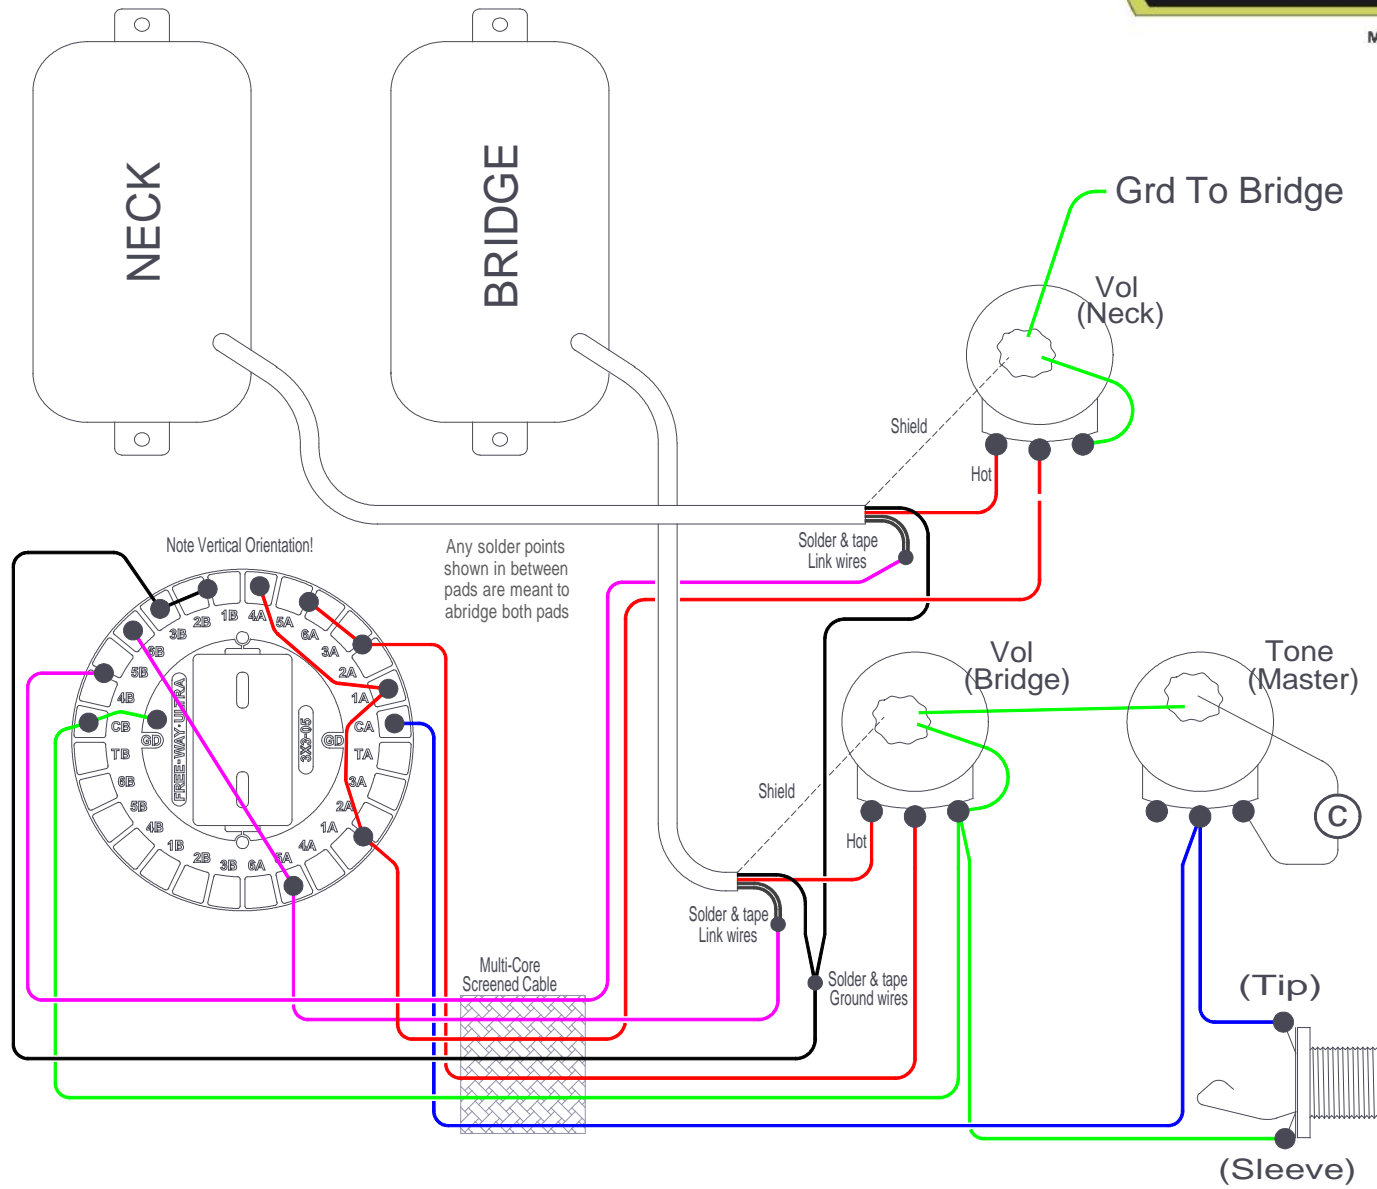 M
NECK
BRIDGE
Grd To Bridge
Vol
(Neck)
Shield
Hot
Note Vertical Orientation!
Any solder points
shown in between
pads are meant to
abridge both pads
Solder & tape
Link wires
1B
4A
2B
5A
3B
6A
6B
3A
5B
2A
4B
1A
CB
CA
GD
FREE-WAY-ULTRA
3X3-05
GD
TB
TA
6B
3A
5B
2A
4B
1A
1B
4A
2B
3B
6A
5A
Vol
(Bridge)
Tone
(Master)
Shield
Hot
C
Solder & tape
Link wires
Multi-Core
Screened Cable
Solder & tape
Ground wires
(Tip)
(Sleeve)